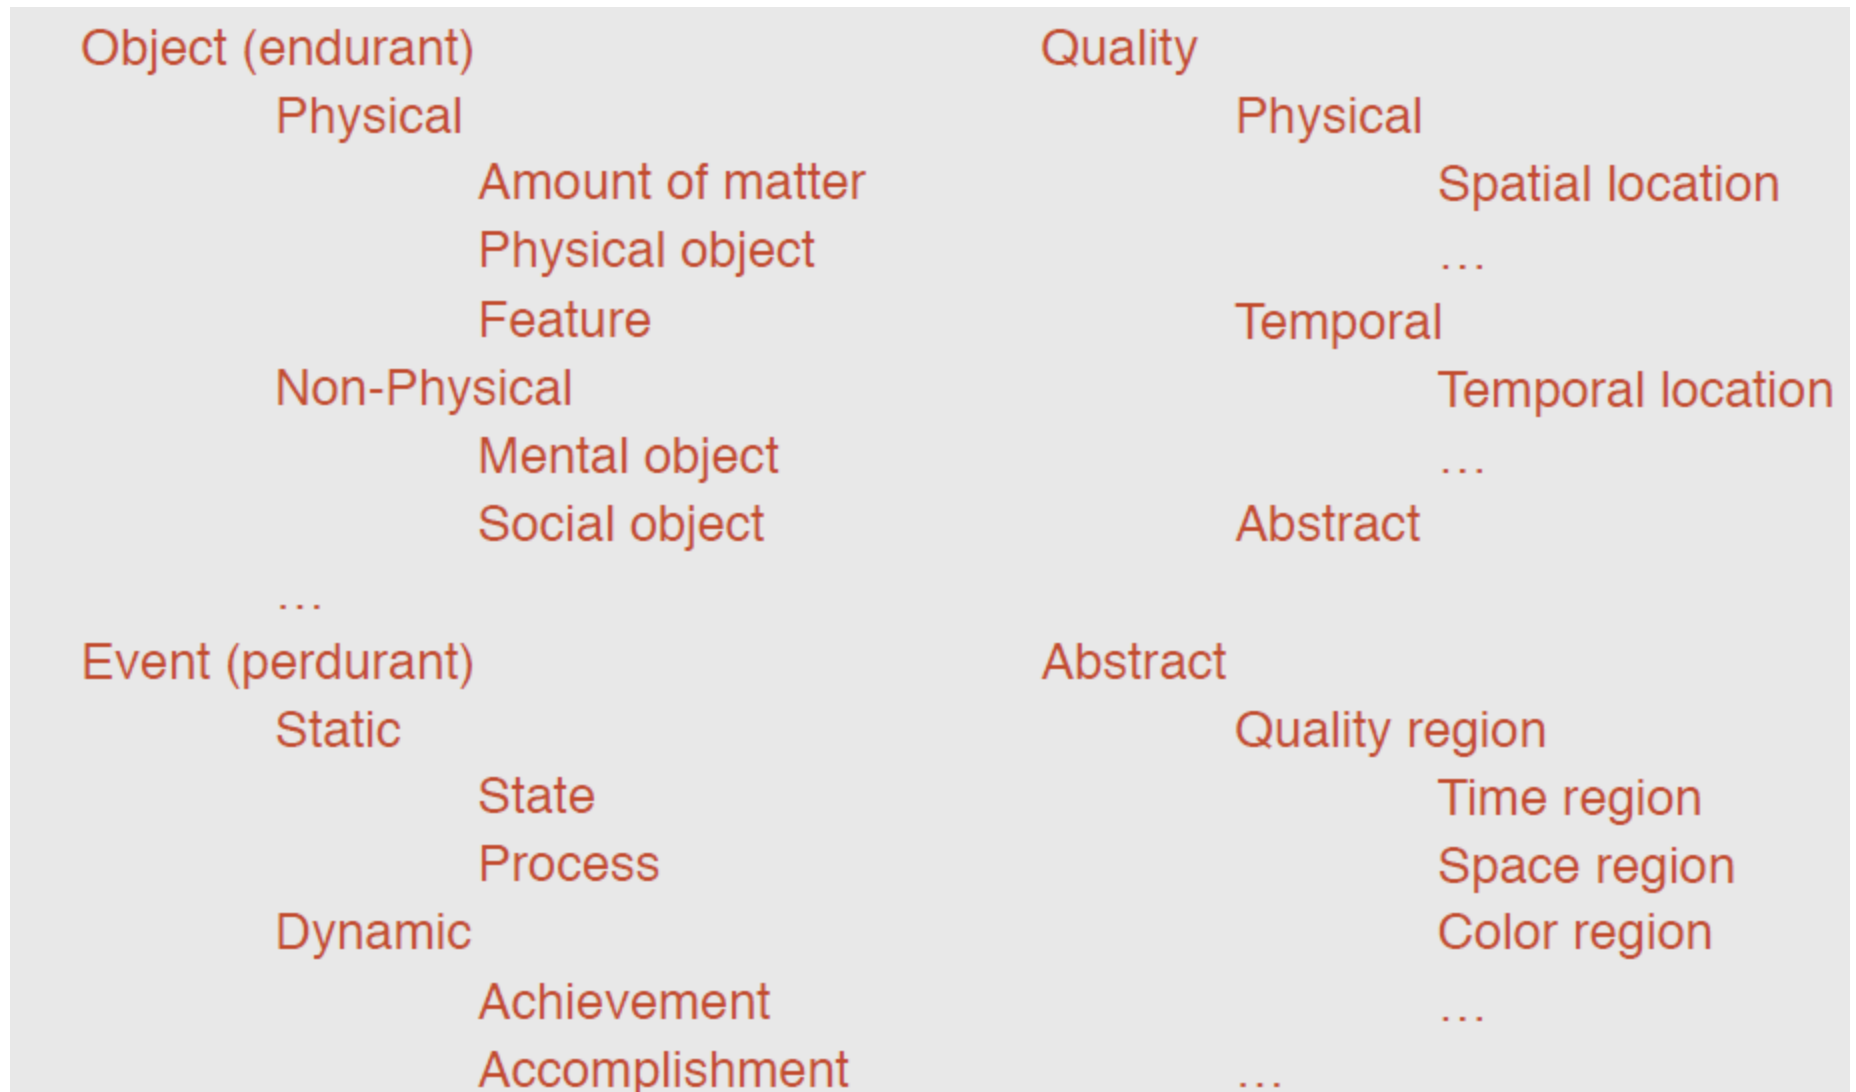 Object (endurant)
Physical
Amount of matter
Physical object
Feature
Non-Physical
Mental object
Social object
…
Event (perdurant)
Static
State
Process
Dynamic
Achievement
Accomplishment
Quality
Physical
Spatial location
…
Temporal
Temporal location
…
Abstract
Abstract
Quality region
Time region
Space region
Color region
…
…